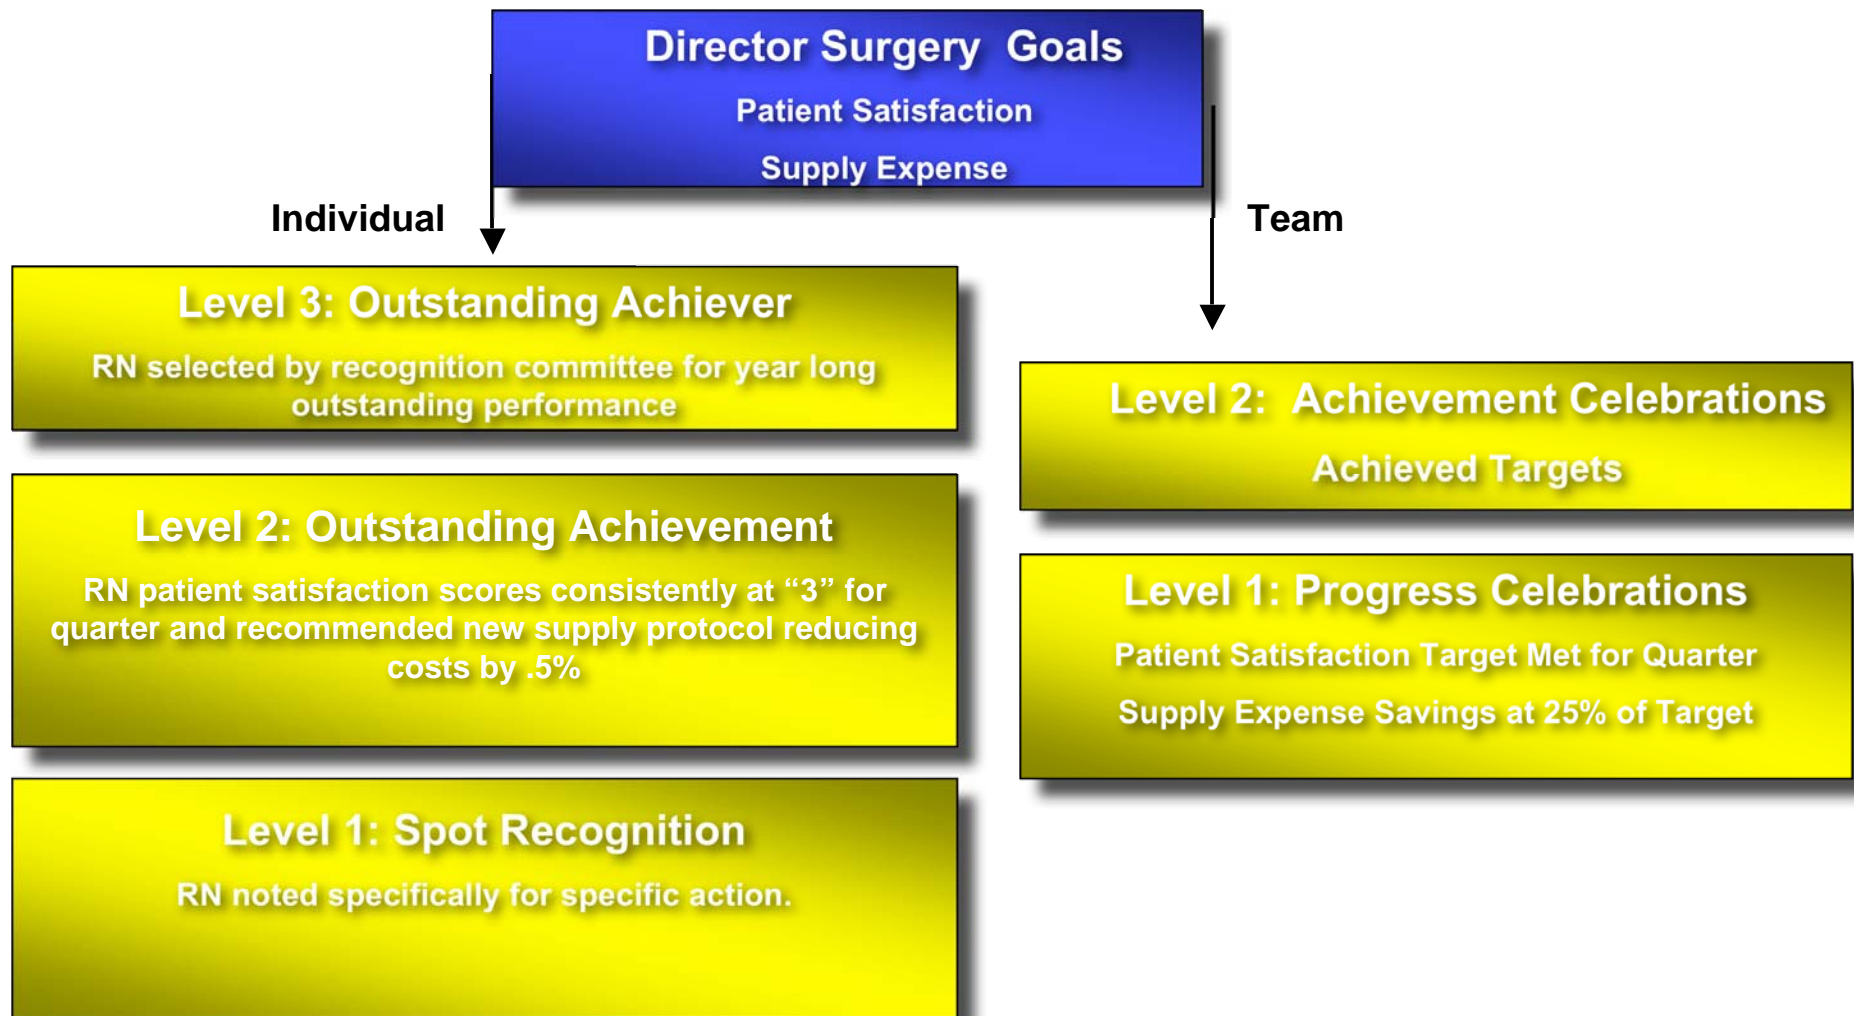 Director Surgery Goals
Patient Satisfaction
Supply Expense
Individual
Team
Level 3: Outstanding Achiever
RN selected by recognition committee for year long
outstanding performance
Level 2: Outstanding Achievement
RN patient satisfaction scores consistently at “3” for
quarter and recommended new supply protocol reducing
costs by .5%
Level 1: Spot Recognition
RN noted specifically for specific action.
Level 2: Achievement Celebrations
Achieved Targets
Level 1: Progress Celebrations
Patient Satisfaction Target Met for Quarter
Supply Expense Savings at 25% of Target